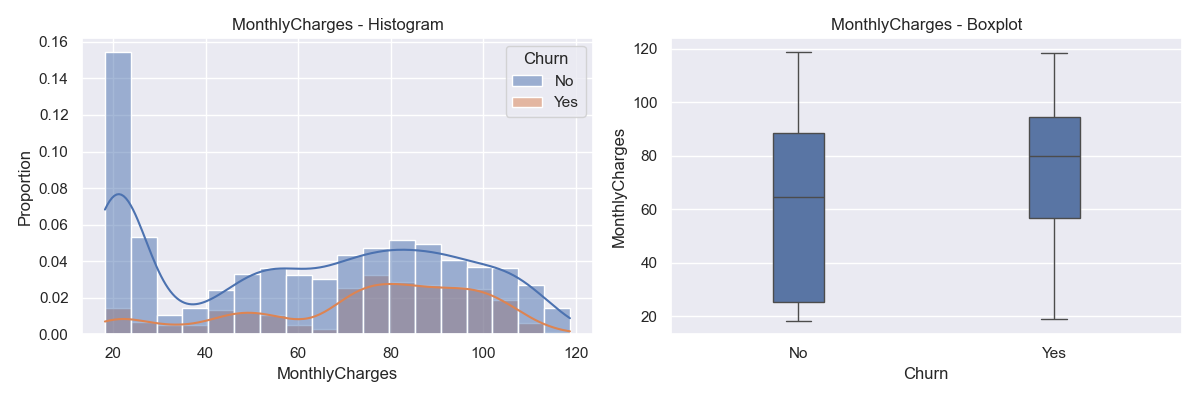 MonthlyCharges - Histogram
0.16
0.14
0.12
0.10
0.08
0.06
0.04
0.02
0.00
Proportion
20 40 60 80 100 120
MonthlyCharges
Churn
No
Yes
MonthlyCharges - Boxplot
120
100
80
60
40
20
MonthlyCharges
No Yes
Churn